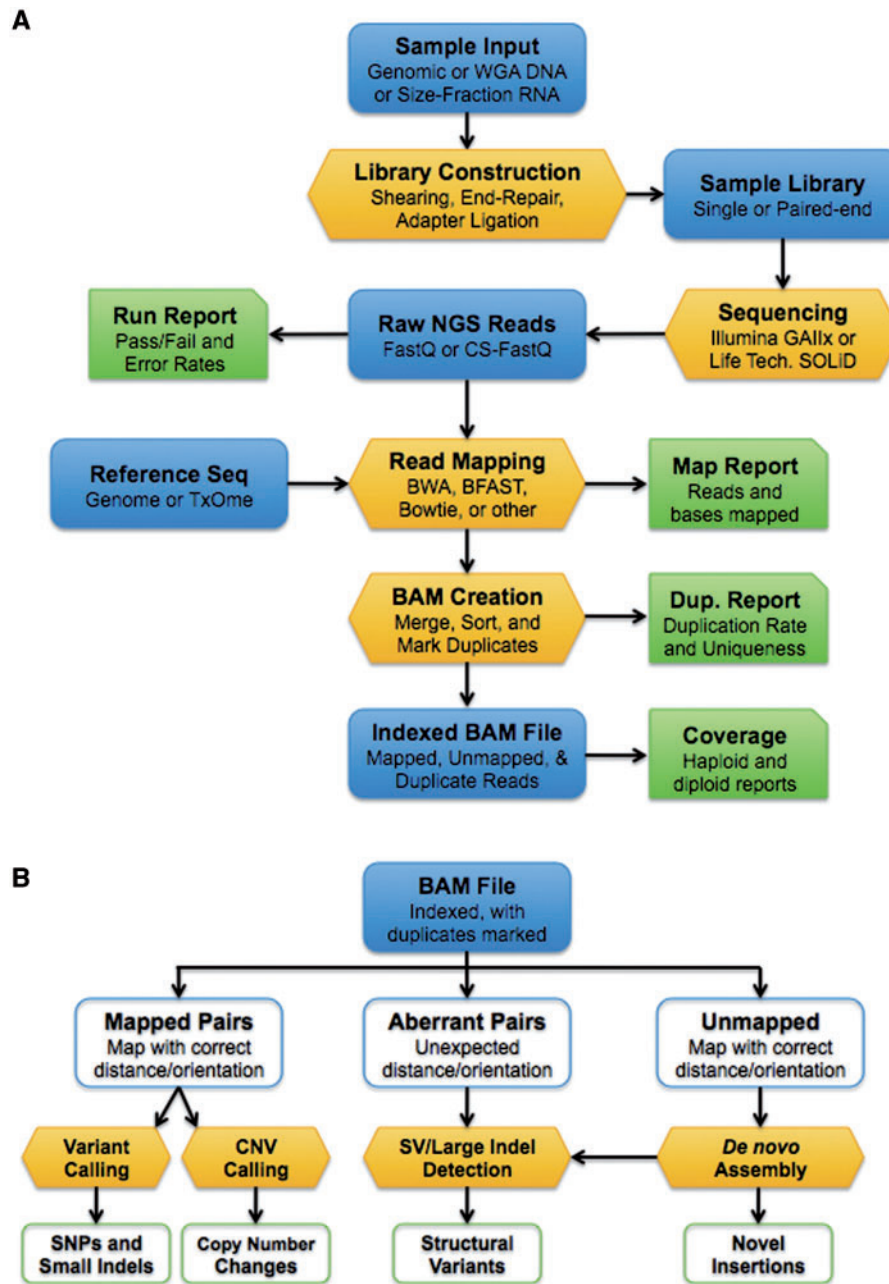 A
Sample Input
Genomic or WGA DNA
or Size-Fraction RNA
Library Construction
Shearing, End-Repair,
Adapter Ligation
Sample Library
Single or Paired-end
Run Report
Pass/Fail and
Error Rates
Raw NGS Reads
FastQ or CS-FastQ
Sequencing
Illumina GAIIx or
Life Tech. SOLiD
Reference Seq
Genome or TxOme
Read Mapping
BWA, BFAST,
Bowtie, or other
Map Report
Reads and
bases mapped
BAM Creation
Merge, Sort, and
Mark Duplicates
Dup. Report
Duplication Rate
and Uniqueness
Indexed BAM File
Mapped, Unmapped, &
Duplicate Reads
Coverage
Haploid and
diploid reports
B
BAM File
Indexed, with
duplicates marked
Mapped Pairs
Map with correct
distance/orientation
Aberrant Pairs
Unexpected
distance/orientation
Unmapped
Map with correct
distance/orientation
Variant
Calling
CNV
Calling
SV/Large Indel
Detection
De novo
Assembly
SNPs and
Small Indels
Copy Number
Changes
Structural
Variants
Novel
Insertions